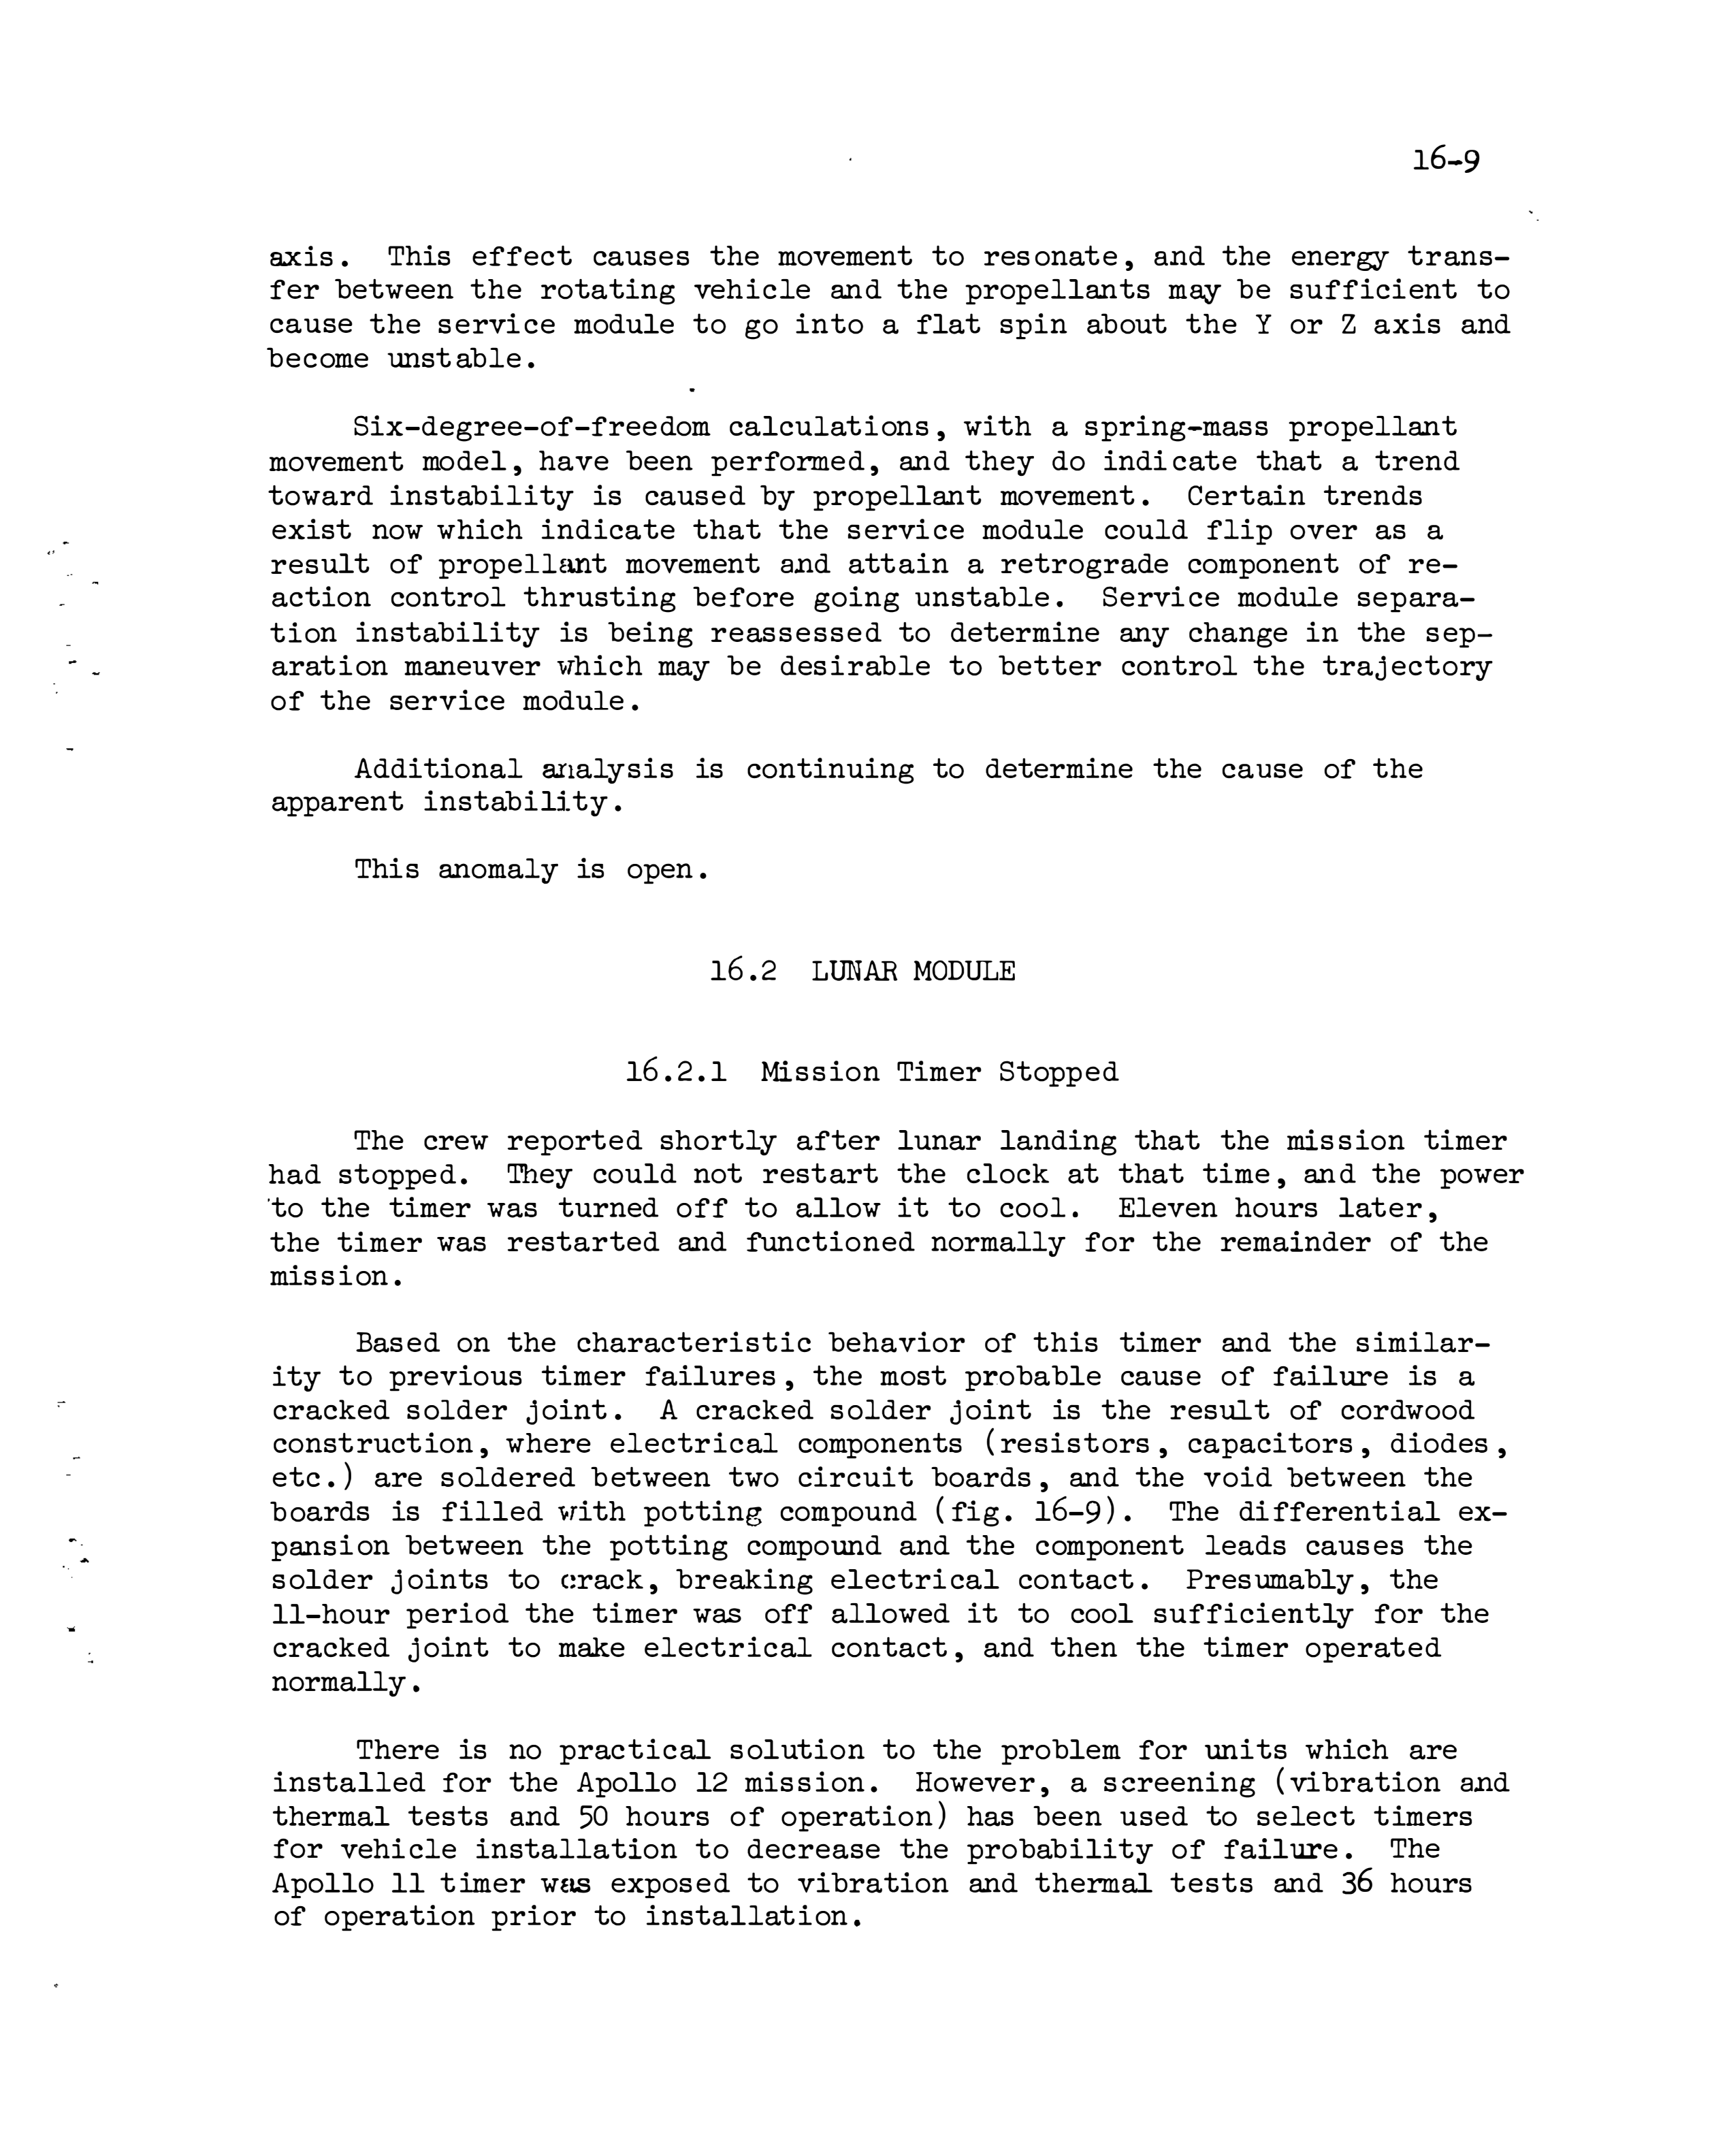 16-9
axis. This effect causes the movement to resonate, and the energy trans-
fer between the rotating vehicle and the propellants may be sufficient to
cause the service module to go into a flat spin about the Y or Z axis and
become unstable.
Six-degree-of-freedom calculations, with a spring-mass propellant
movement model, have been performed, and they do indicate that a trend
toward instability is caused by propellant movement. Certain trends
exist now which indicate that the service module could flip over as a
result of propellant movement and attain a retrograde component of re-
action control thrusting before going unstable. Service module separa-
tion instability is being reassessed to determine any change in the sep-
aration maneuver which may be desirable to better control the trajectory
of the service module.
Additional analysis is continuing to determine the cause of the
apparent instability.
This anomaly is open.
16.2 LUNAR MODULE
16.2.1 Mission Timer Stopped
The crew reported shortly after lunar landing that the mission timer
had stopped. They could not restart the clock at that time, and the power
to the timer was turned off to allow it to cool. Eleven hours later,
the timer was restarted and functioned normally for the remainder of the
mission.
Based on the characteristic behavior of this timer and the similar-
ity to previous timer failures, the most probable cause of failure is a
cracked solder joint. A cracked solder joint is the result of cordwood
construction, where electrical components (resistors, capacitors, diodes,
etc.) are soldered between two circuit boards, and the void between the
boards is filled with potting compound (fig. 16-9). The differential ex-
pansion between the potting compound and the component leads causes the
solder joints to crack, breaking electrical contact. Presumably, the
11-hour period the timer was off allowed it to cool sufficiently for the
cracked joint to make electrical contact, and then the timer operated
normally.
There is no practical solution to the problem for units which are
installed for the Apollo 12 mission. However, a screening (vibration and
thermal tests and 50 hours of operation) has been used to select timers
for vehicle installation to decrease the probability of failure. The
Apollo 11 timer was exposed to vibration and thermal tests and 36 hours
of operation prior to installation.